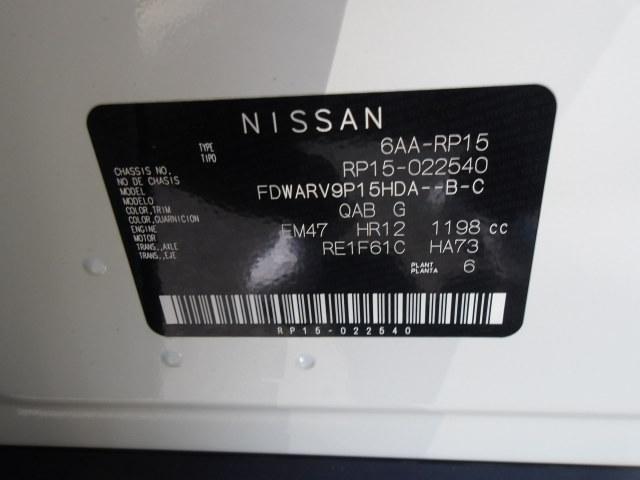 NISSAN
TYPE
TIPO 6AA-RP15
CHASSIS NO.
NO DE CHASSIS RP15-022540
MODEL
MODELO FDWARV9P15HDA--B-C
COLOR,TRIM
COLOR,GUARNICION QAB G
ENGINE
MOTOR EM47 HR12 1198 cc
TRANS.,AXLE
TRANS.,EJE RE1F61C HA73
PLANT
PLANTA 6
RP15-022540